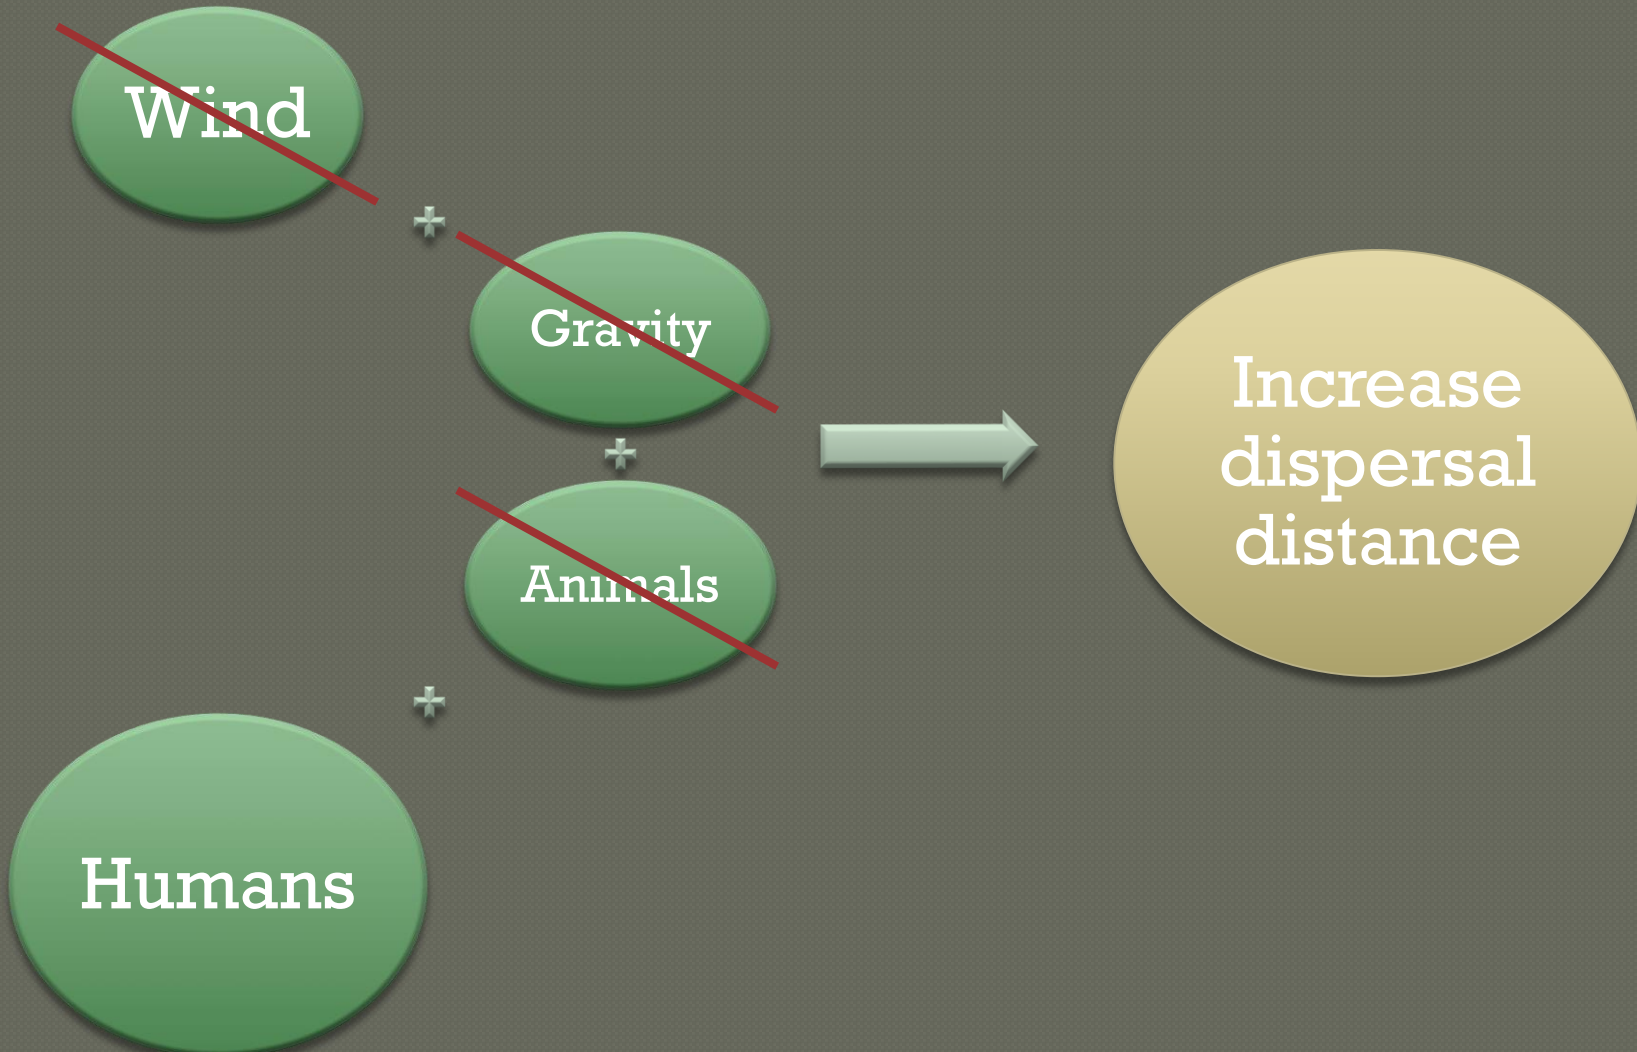 Wind
Gravity
Animals
Humans
Increase
dispersal
distance